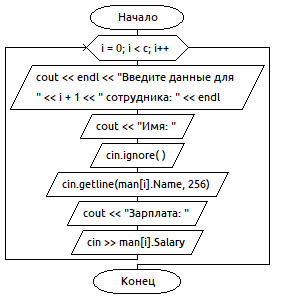 Начало
i = 0; i < c; i++
cout << endl << "Введите данные для
" << i + 1 << " сотрудника: " << endl
cout << "Имя: "
cin.ignore( )
cin.getline(man[i].Name, 256)
cout << "Зарплата: "
cin >> man[i].Salary
Конец